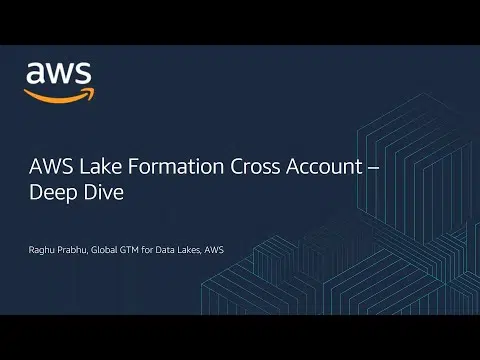 aws
AWS Lake Formation Cross Account –
Deep Dive
Raghu Prabhu, Global GTM for Data Lakes, AWS